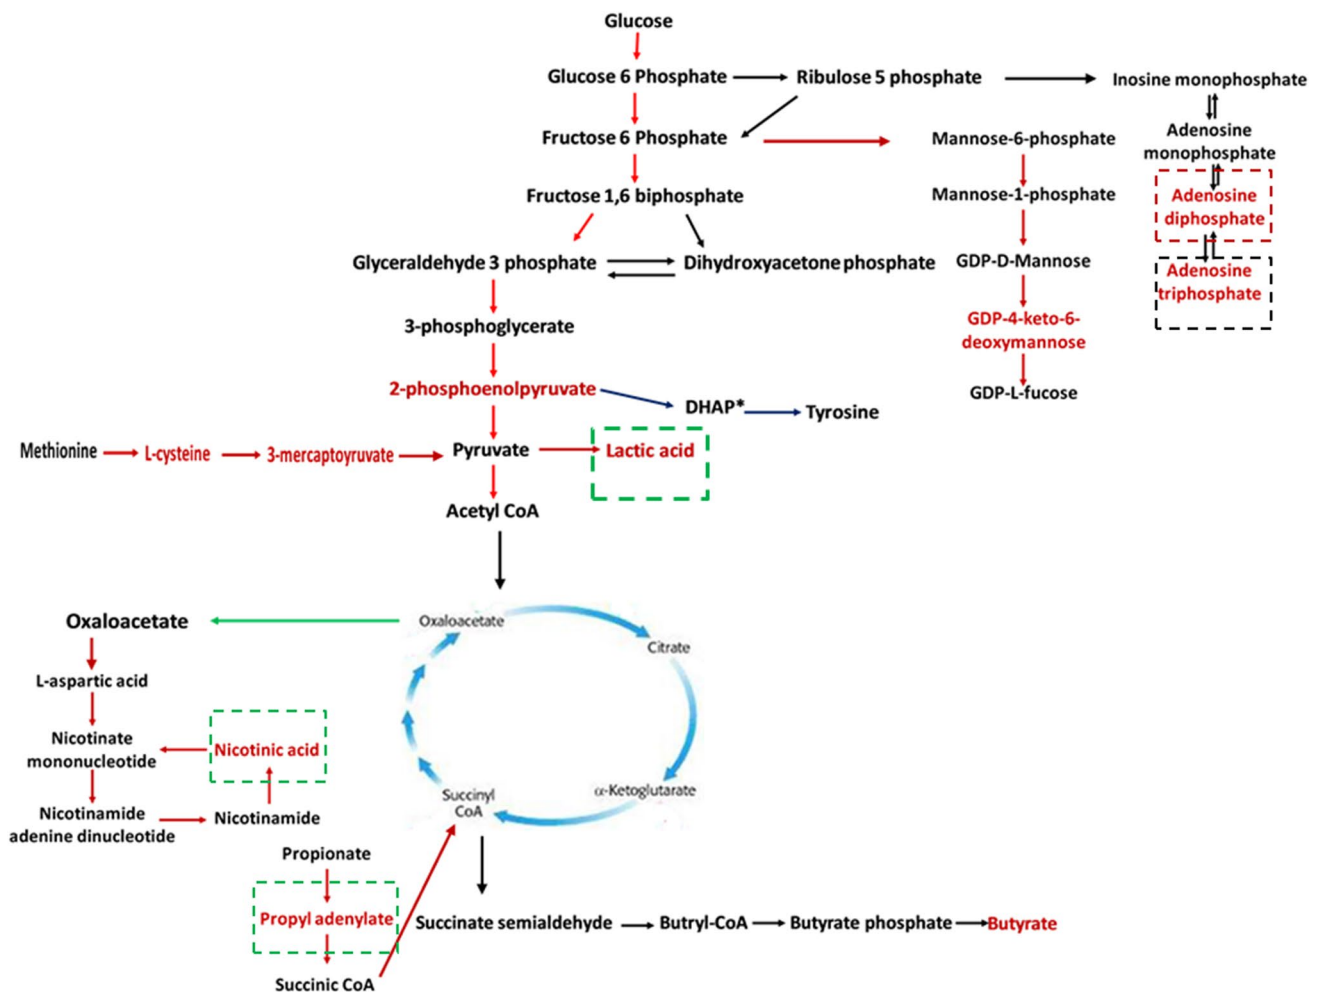 Glucose
Glucose 6 Phosphate
Ribulose 5 phosphate
Inosine monophosphate
Fructose 6 Phosphate
Mannose-6-phosphate
Adenosine
monophosphate
Fructose 1,6 biphosphate
Mannose-1-phosphate
Adenosine
diphosphate
Glyceraldehyde 3 phosphate
Dihydroxyacetone phosphate
GDP-D-Mannose
Adenosine
triphosphate
3-phosphoglycerate
GDP-4-keto-6-
deoxymannose
2-phosphoenolpyruvate
DHAP*
Tyrosine
GDP-L-fucose
Methionine
L-cysteine
3-mercaptoyruvate
Pyruvate
Lactic acid
Acetyl CoA
Oxaloacetate
Oxaloacetate
Citrate
L-aspartic acid
Nicotinate
mononucleotide
Nicotinic acid
Succinyl
CoA
α-Ketoglutarate
Nicotinamide
adenine dinucleotide
Nicotinamide
Propionate
Propyl adenylate
Succinate semialdehyde
Butryl-CoA
Butyrate phosphate
Butyrate
Succinic CoA